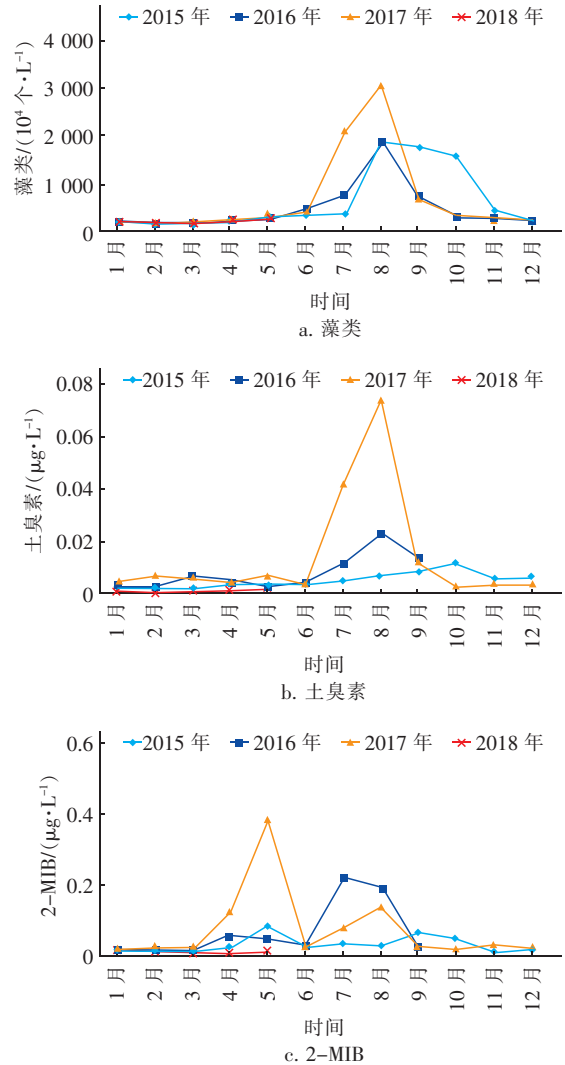 2015 年 2016 年 2017 年 2018 年
4 000
3 000
2 000
1 000
0
藻类/(10⁴ 个·L⁻¹)
1 月 2 月 3 月 4 月 5 月 6 月 7 月 8 月 9 月 10 月 11 月 12 月
时间
a. 藻类
2015 年 2016 年 2017 年 2018 年
0.08
0.06
0.04
0.02
0
土臭素/(μg·L⁻¹)
1 月 2 月 3 月 4 月 5 月 6 月 7 月 8 月 9 月 10 月 11 月 12 月
时间
b. 土臭素
2015 年 2016 年 2017 年 2018 年
0.6
0.4
0.2
0
2-MIB/(μg·L⁻¹)
1 月 2 月 3 月 4 月 5 月 6 月 7 月 8 月 9 月 10 月 11 月 12 月
时间
c. 2-MIB